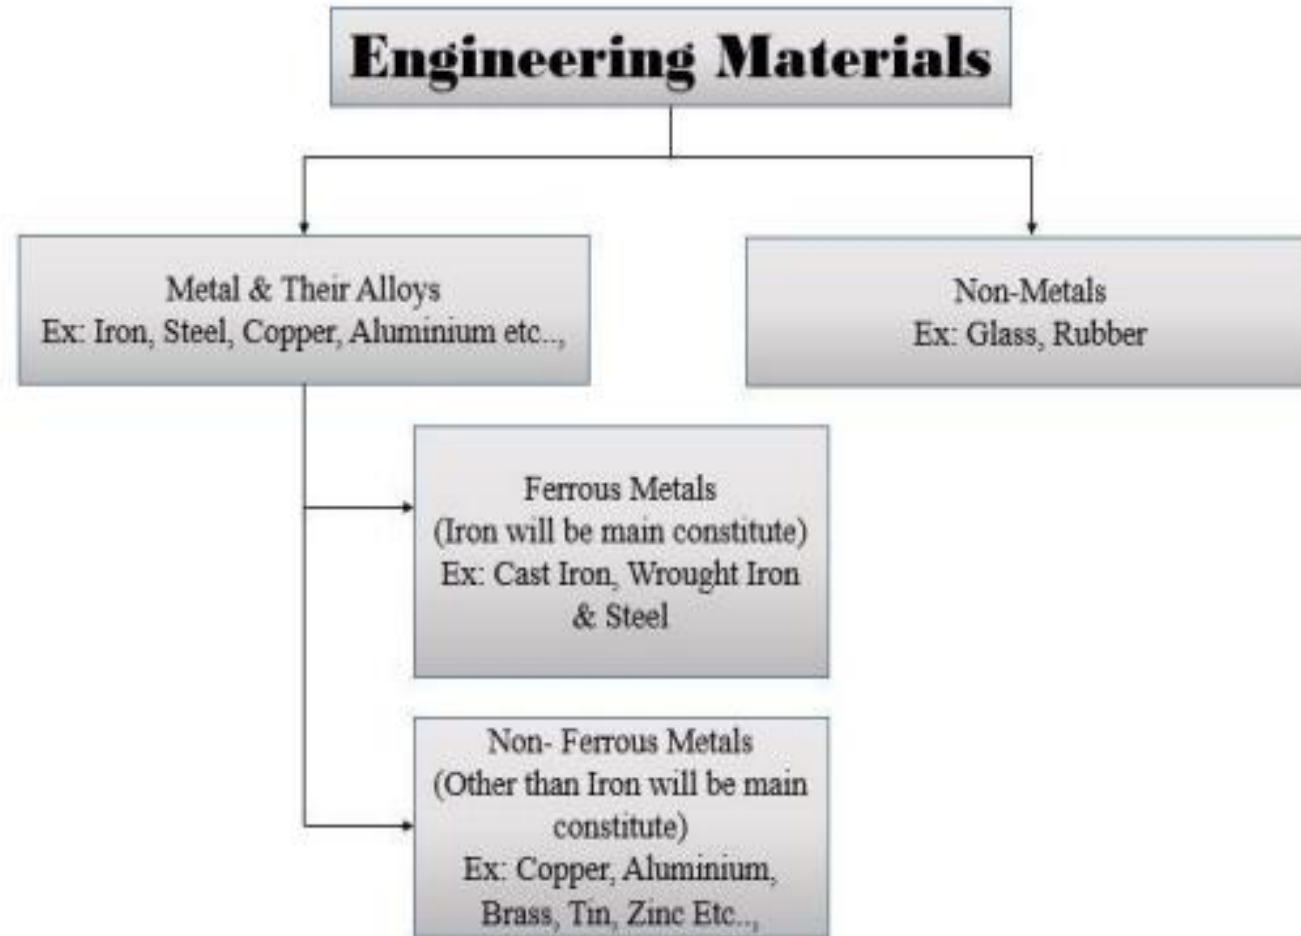 Engineering Materials
Metal & Their Alloys
Ex: Iron, Steel, Copper, Aluminium etc..,
Non-Metals
Ex: Glass, Rubber
Ferrous Metals
(Iron will be main constitute)
Ex: Cast Iron, Wrought Iron
& Steel
Non- Ferrous Metals
(Other than Iron will be main
constitute)
Ex: Copper, Aluminium,
Brass, Tin, Zinc Etc..,